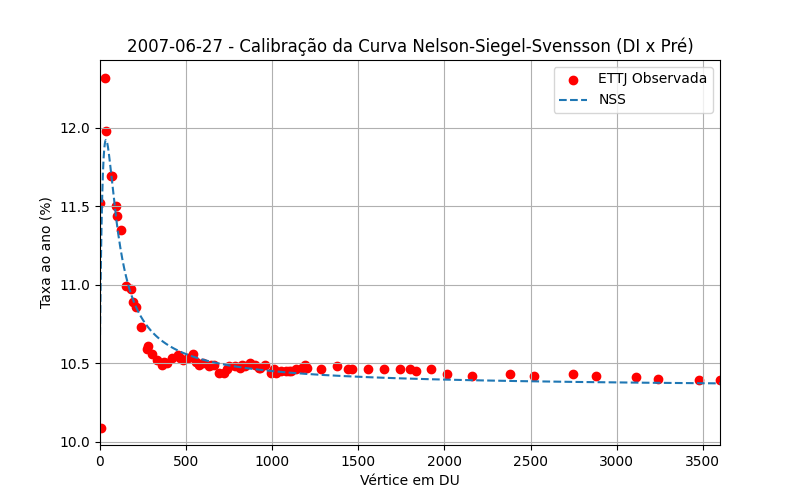 2007-06-27 - Calibração da Curva Nelson-Siegel-Svensson (DI x Pré)
ETTJ Observada
NSS
Taxa ao ano (%)
12.0
11.5
11.0
10.5
10.0
0 500 1000 1500 2000 2500 3000 3500
Vértice em DU